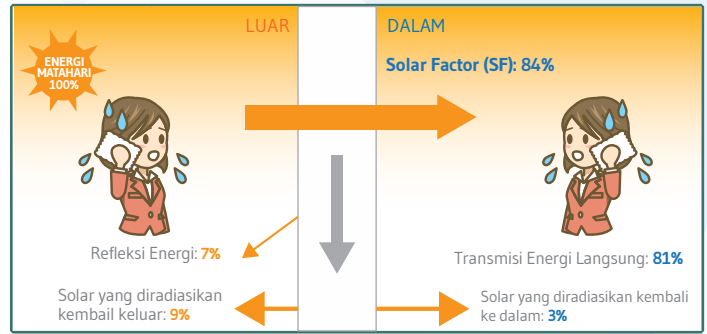 LUAR
DALAM
ENERGI
MATAHARI
100%
Solar Factor (SF): 84%
Refleksi Energi: 7%
Transmisi Energi Langsung: 81%
Solar yang diradiasikan
kembail keluar: 9%
Solar yang diradiasikan kembali
ke dalam: 3%